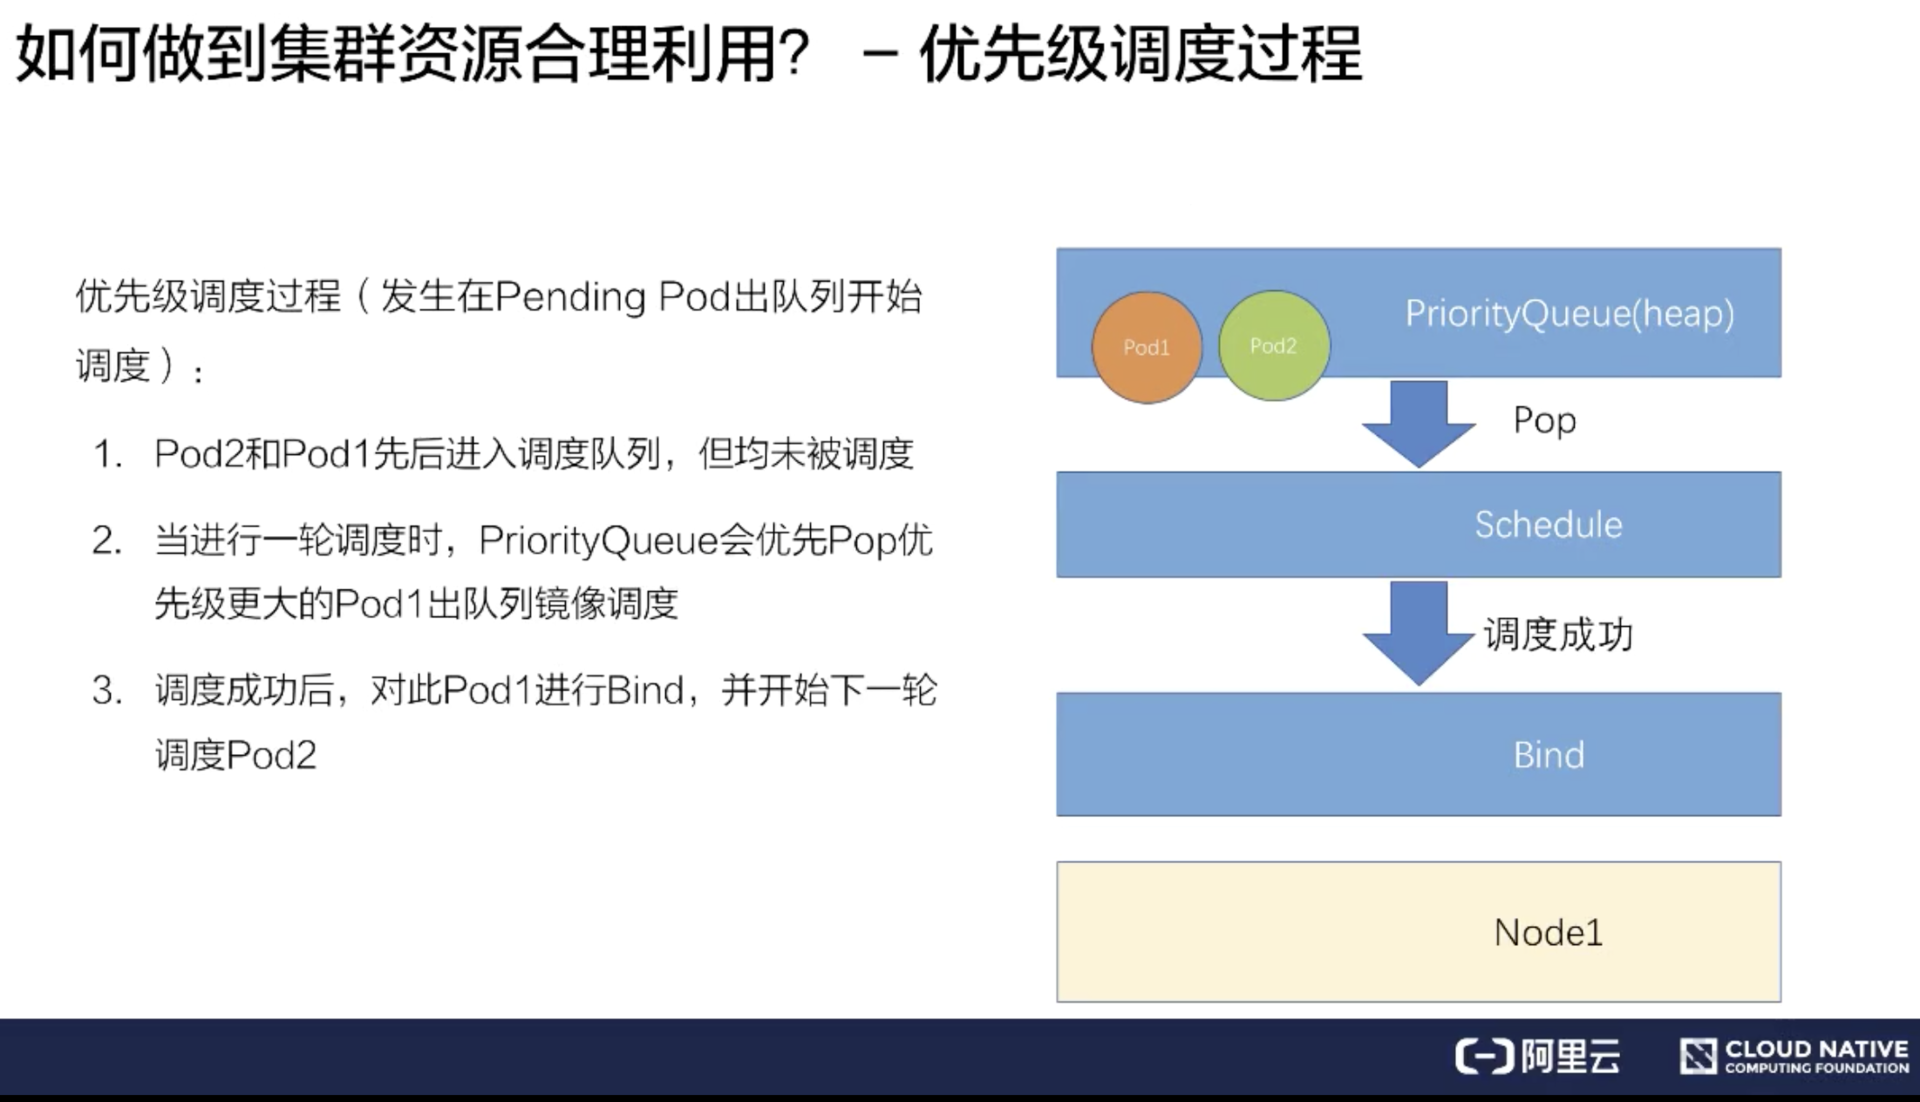 如何做到集群资源合理利用？ – 优先级调度过程
优先级调度过程（发生在Pending Pod出队列开始
调度）：
1. Pod2和Pod1先后进入调度队列，但均未被调度
2. 当进行一轮调度时，PriorityQueue会优先Pop优
先级更大的Pod1出队列镜像调度
3. 调度成功后，对此Pod1进行Bind，并开始下一轮
调度Pod2
PriorityQueue(heap)
Pod1
Pod2
Pop
Schedule
调度成功
Bind
Node1
阿里云
CLOUD NATIVE
COMPUTING FOUNDATION